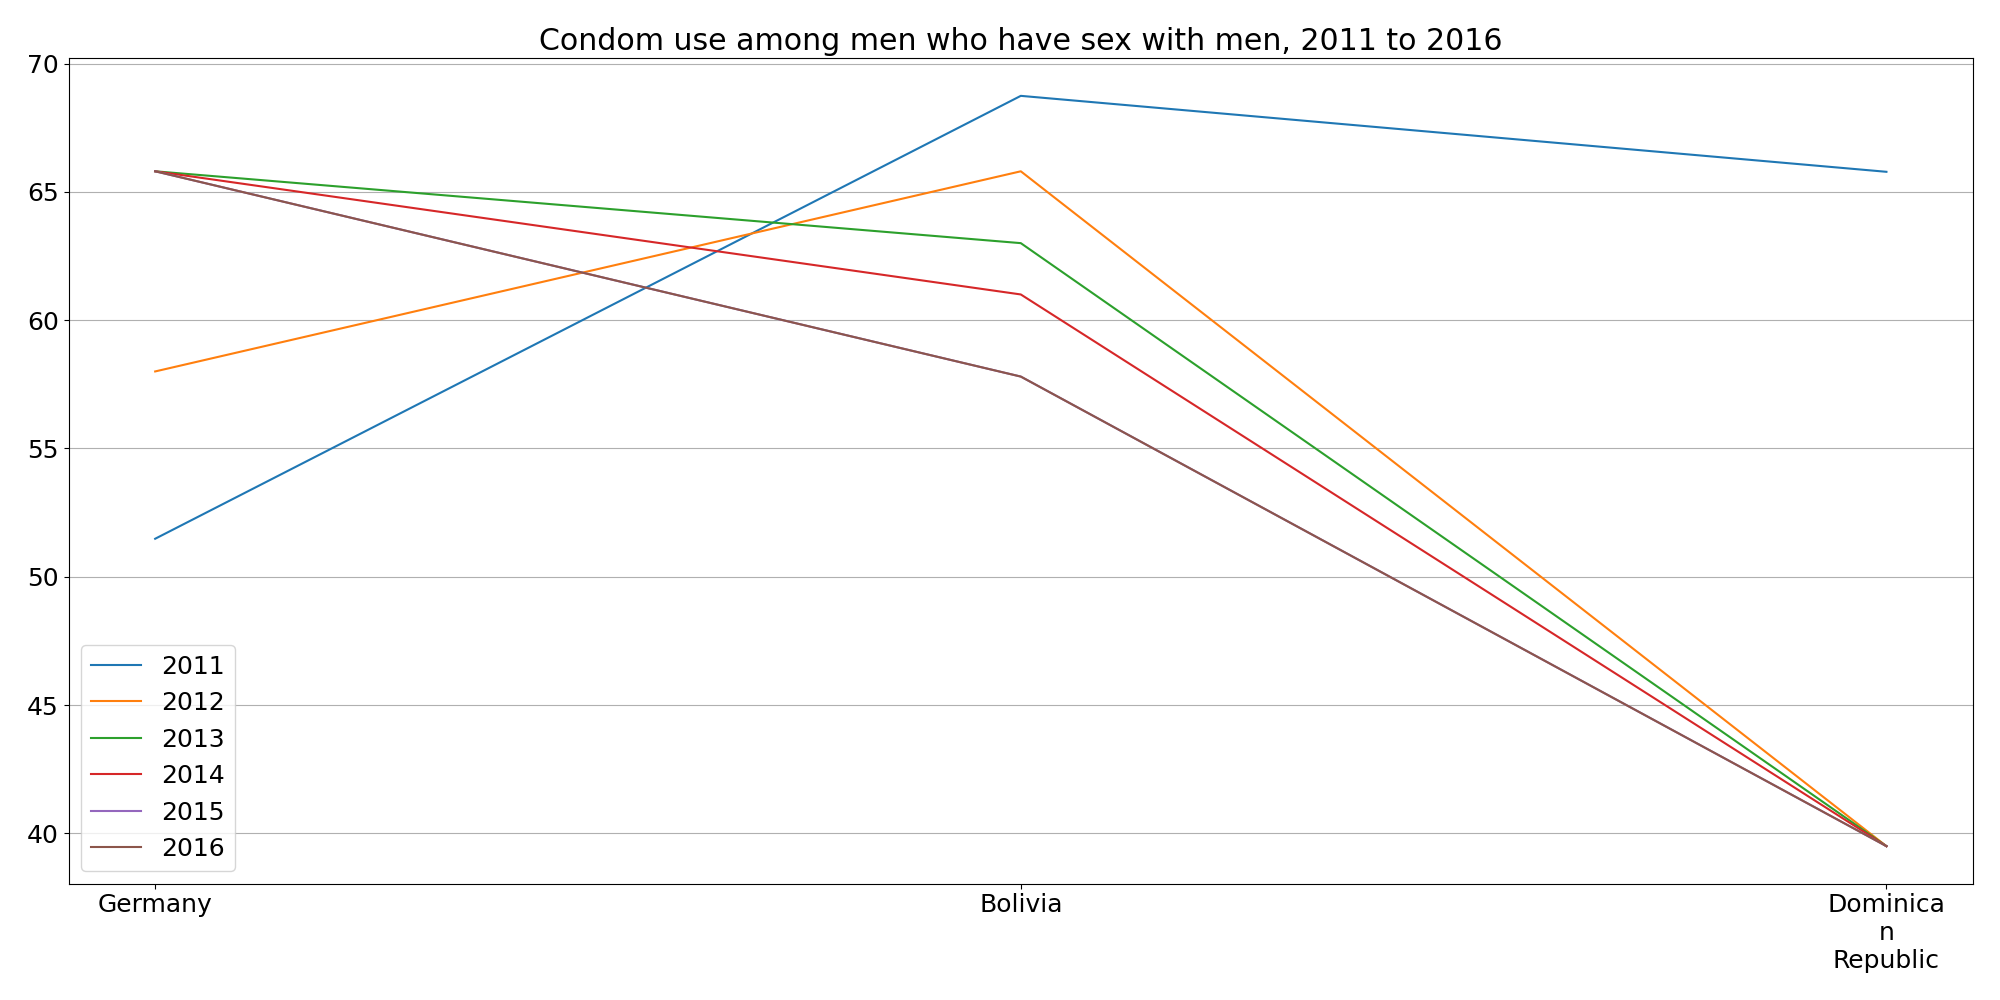 Condom use among men who have sex with men, 2011 to 2016
70
65
60
55
50
45
40
2011
2012
2013
2014
2015
2016
Germany
Bolivia
Dominica
n
Republic